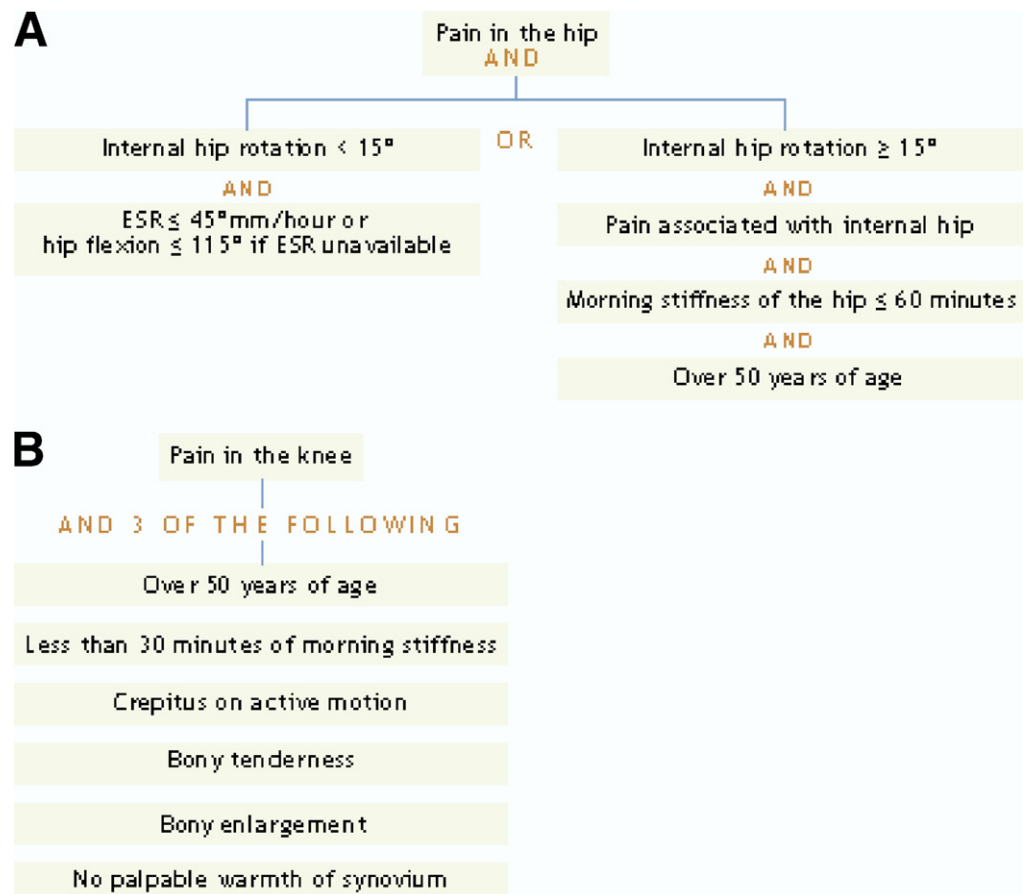 A
Pain in the hip
AND
Internal hip rotation < 15°
OR
Internal hip rotation ≥ 15°
AND
AND
ESR ≤ 45°mm/hour or
hip flexion ≤ 115° if ESR unavailable
Pain associated with internal hip
AND
Morning stiffness of the hip ≤ 60 minutes
AND
Over 50 years of age
B
Pain in the knee
AND 3 OF THE FOLLOWING
Over 50 years of age
Less than 30 minutes of morning stiffness
Crepitus on active motion
Bony tenderness
Bony enlargement
No palpable warmth of synovium